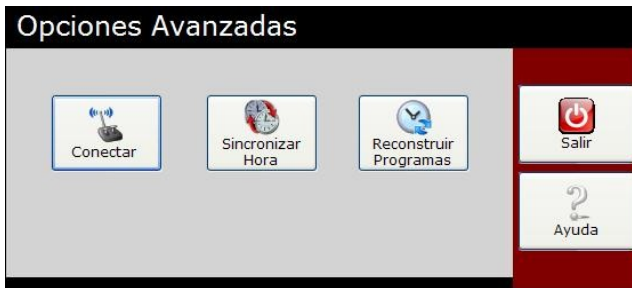 Opciones Avanzadas
Conectar
Sincronizar
Hora
Reconstruir
Programas
Salir
Ayuda